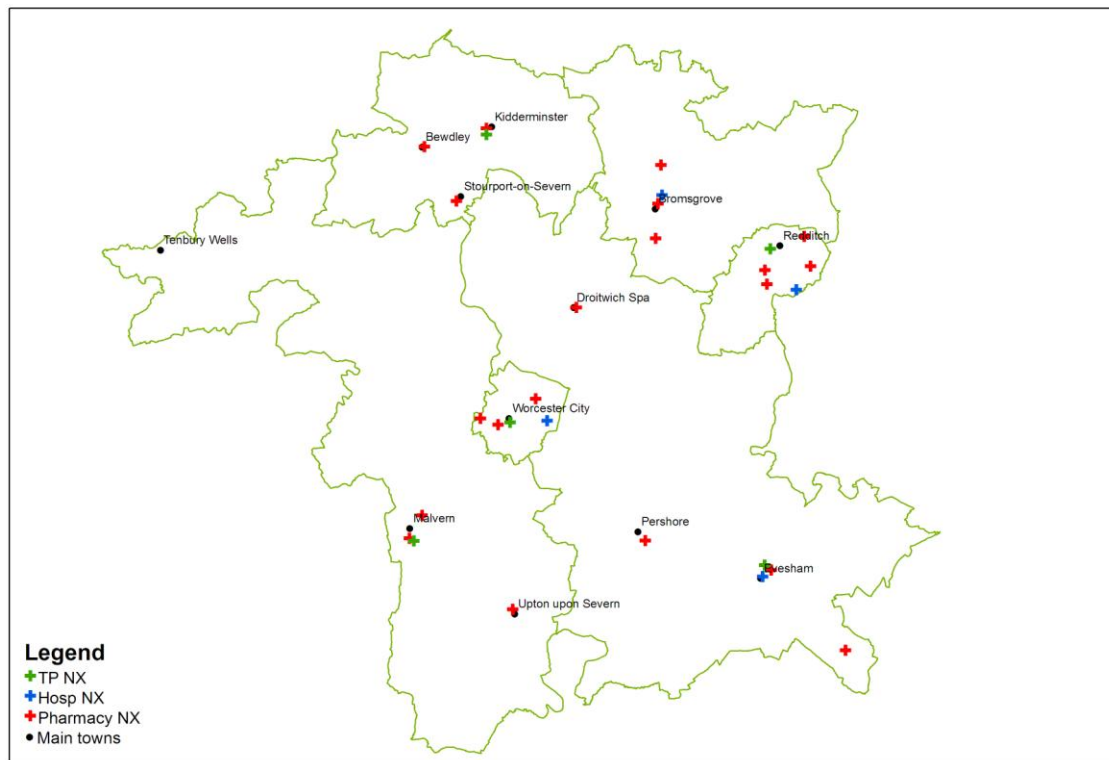 Kidderminster
Bewdley
Stourport-on-Severn
Bromsgrove
Tenbury Wells
Redditch
Droitwich Spa
Worcester City
Malvern
Pershore
Evesham
Upton upon Severn
Legend
TP NX
Hosp NX
Pharmacy NX
Main towns